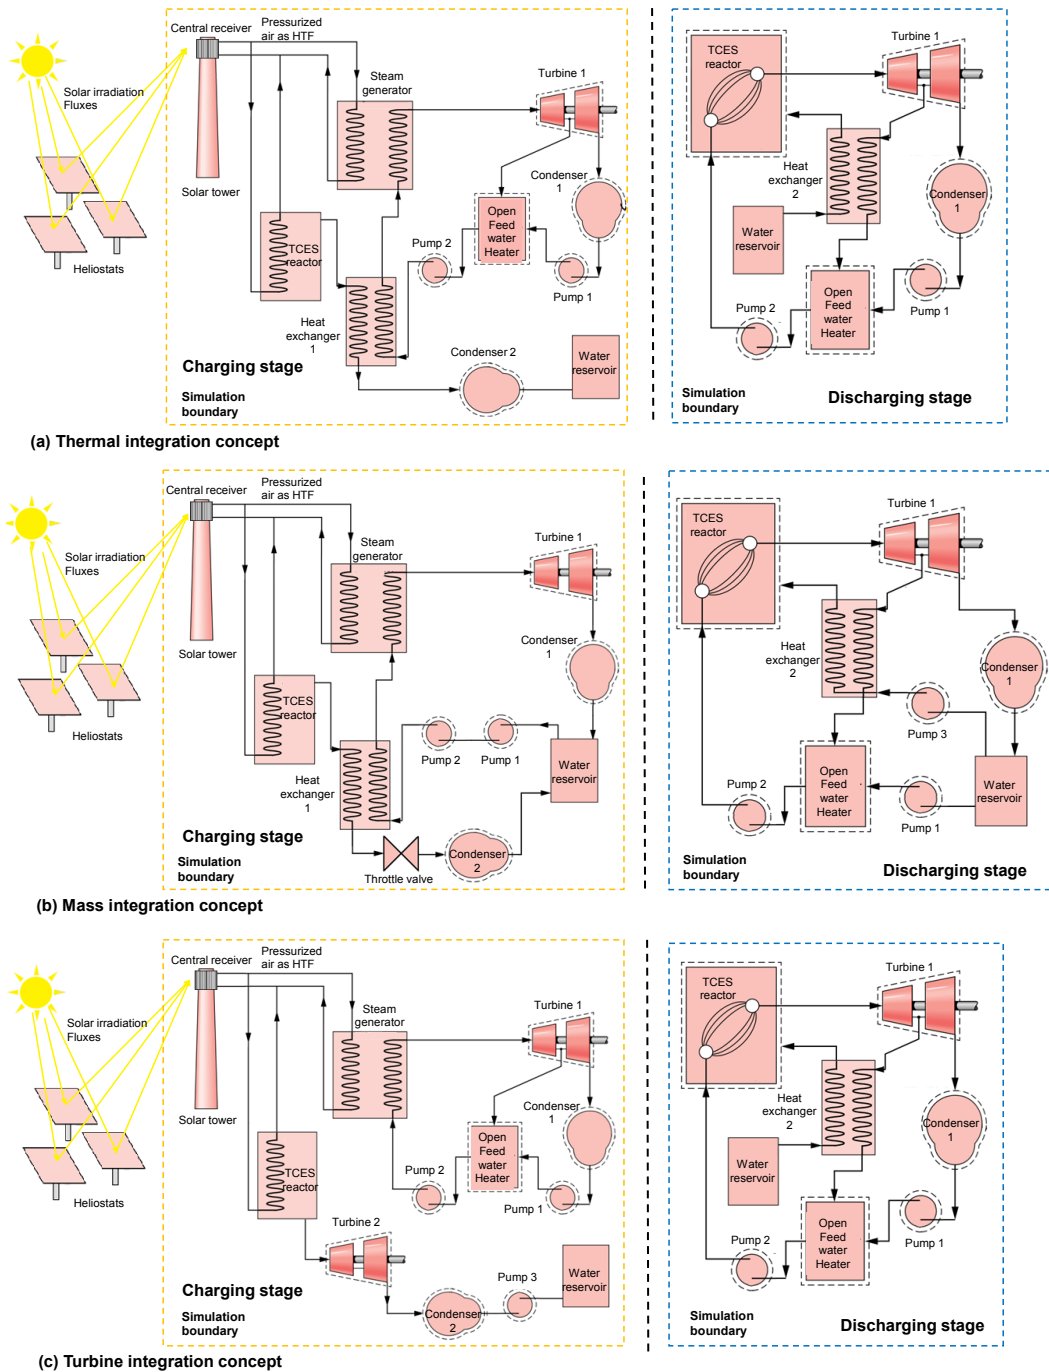 Central receiver
Pressurized
air as HTF
Solar irradiation
Fluxes
Steam
generator
Turbine 1
Solar tower
Condenser
1
TCES
reactor
Open
Feed
water
Heater
Pump 2
Pump 1
Heliostats
Heat
exchanger
1
Condenser 2
Water
reservoir
Charging stage
Simulation
boundary
TCES
reactor
Turbine 1
Heat
exchanger
2
Condenser
1
Water
reservoir
Open
Feed
water
Heater
Pump 2
Pump 1
Simulation
boundary
Discharging stage
(a) Thermal integration concept
Central receiver
Pressurized
air as HTF
Solar irradiation
Fluxes
Steam
generator
Turbine 1
Solar tower
Condenser
1
TCES
reactor
Heliostats
Heat
exchanger
1
Pump 2
Pump 1
Water
reservoir
Charging stage
Simulation
boundary
Throttle valve
Condenser
2
TCES
reactor
Turbine 1
Heat
exchanger
2
Condenser
1
Pump 3
Open
Feed
water
Heater
Pump 2
Pump 1
Water
reservoir
Simulation
boundary
Discharging stage
(b) Mass integration concept
Central receiver
Pressurized
air as HTF
Solar irradiation
Fluxes
Steam
generator
Turbine 1
Solar tower
Condenser
1
TCES
reactor
Open
Feed
water
Heater
Pump 2
Pump 1
Heliostats
Turbine 2
Charging stage
Simulation
boundary
Condenser
2
Pump 3
Water
reservoir
TCES
reactor
Turbine 1
Heat
exchanger
2
Condenser
1
Water
reservoir
Open
Feed
water
Heater
Pump 2
Pump 1
Simulation
boundary
Discharging stage
(c) Turbine integration concept